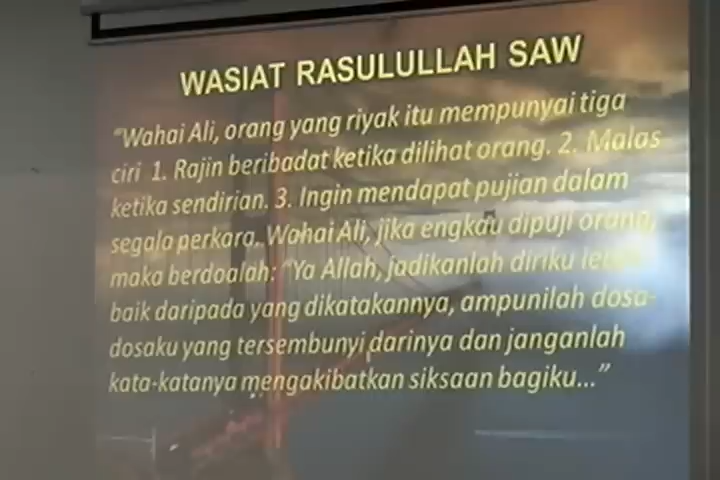 WASIAT RASULULLAH SAW
"Wahai Ali, orang yang riyak itu mempunyai tiga
ciri 1. Rajin beribadat ketika dilihat orang. 2. Malas
ketika sendirian. 3. Ingin mendapat pujian dalam
segala perkara. Wahai Ali, jika engkau dipuji orang,
maka berdoalah: "Ya Allah, jadikanlah diriku
baik daripada yang dikatakannya, ampunilah dosa-
dosaku yang tersembunyi darinya dan janganlah
kata-katanya mengakibatkan siksaan bagiku..."